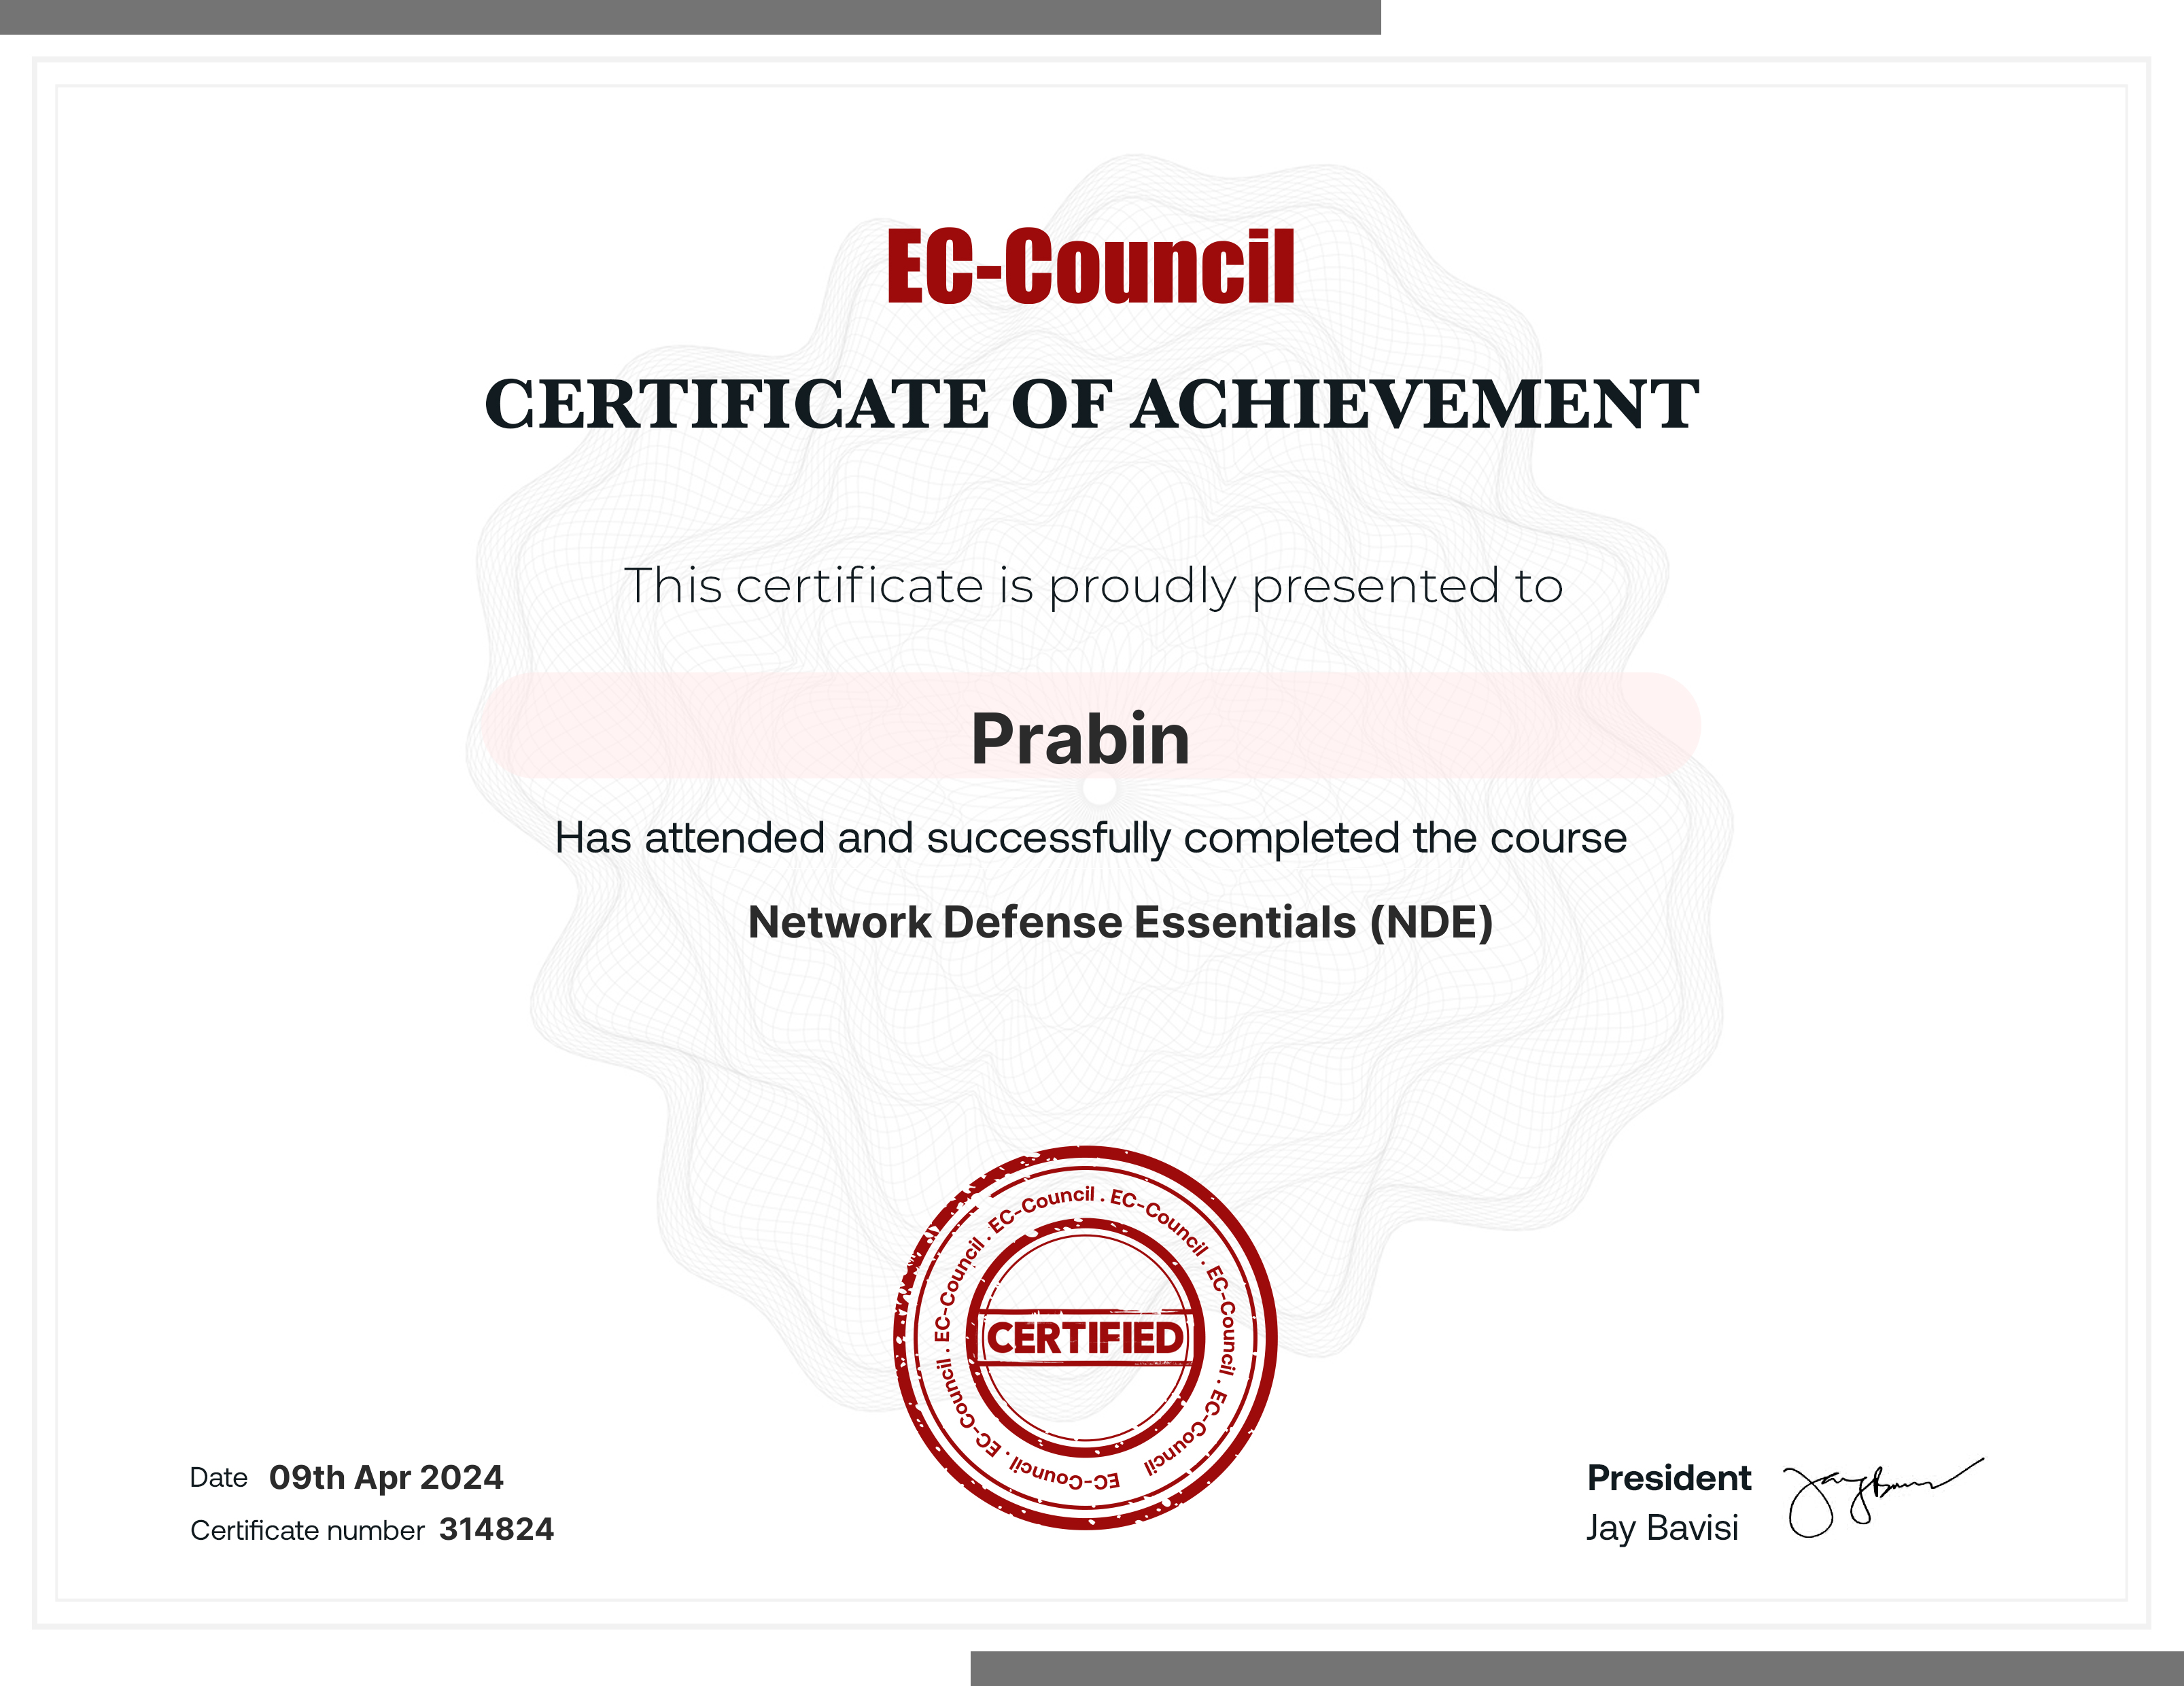 EC-Council
CERTIFICATE OF ACHIEVEMENT
This certificate is proudly presented to
Prabin
Has attended and successfully completed the course
Network Defense Essentials (NDE)
EC-Council . EC-Council . EC-Council . EC-Council . EC-Council . EC-Council . EC-Council
CERTIFIED
Date 09th Apr 2024
Certificate number 314824
President
Jay Bavisi